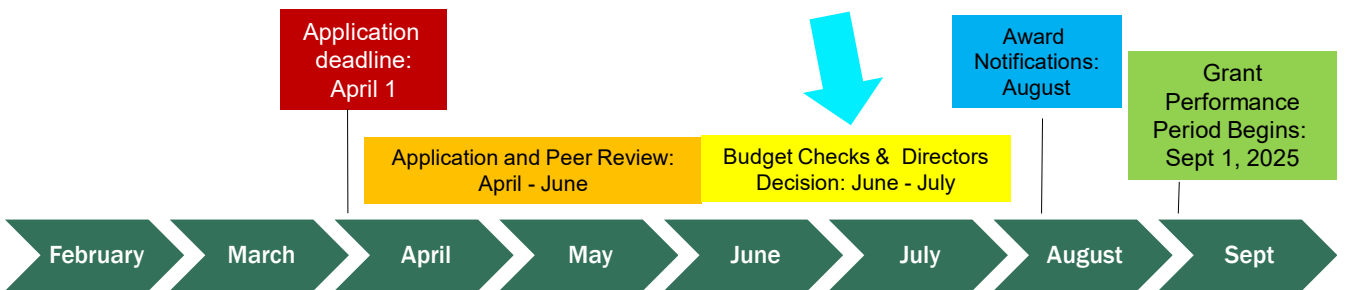 Application
deadline:
April 1
Award
Notifications:
August
Grant
Performance
Period Begins:
Sept 1, 2025
Application and Peer Review:
April - June
Budget Checks & Directors
Decision: June - July
February
March
April
May
June
July
August
Sept